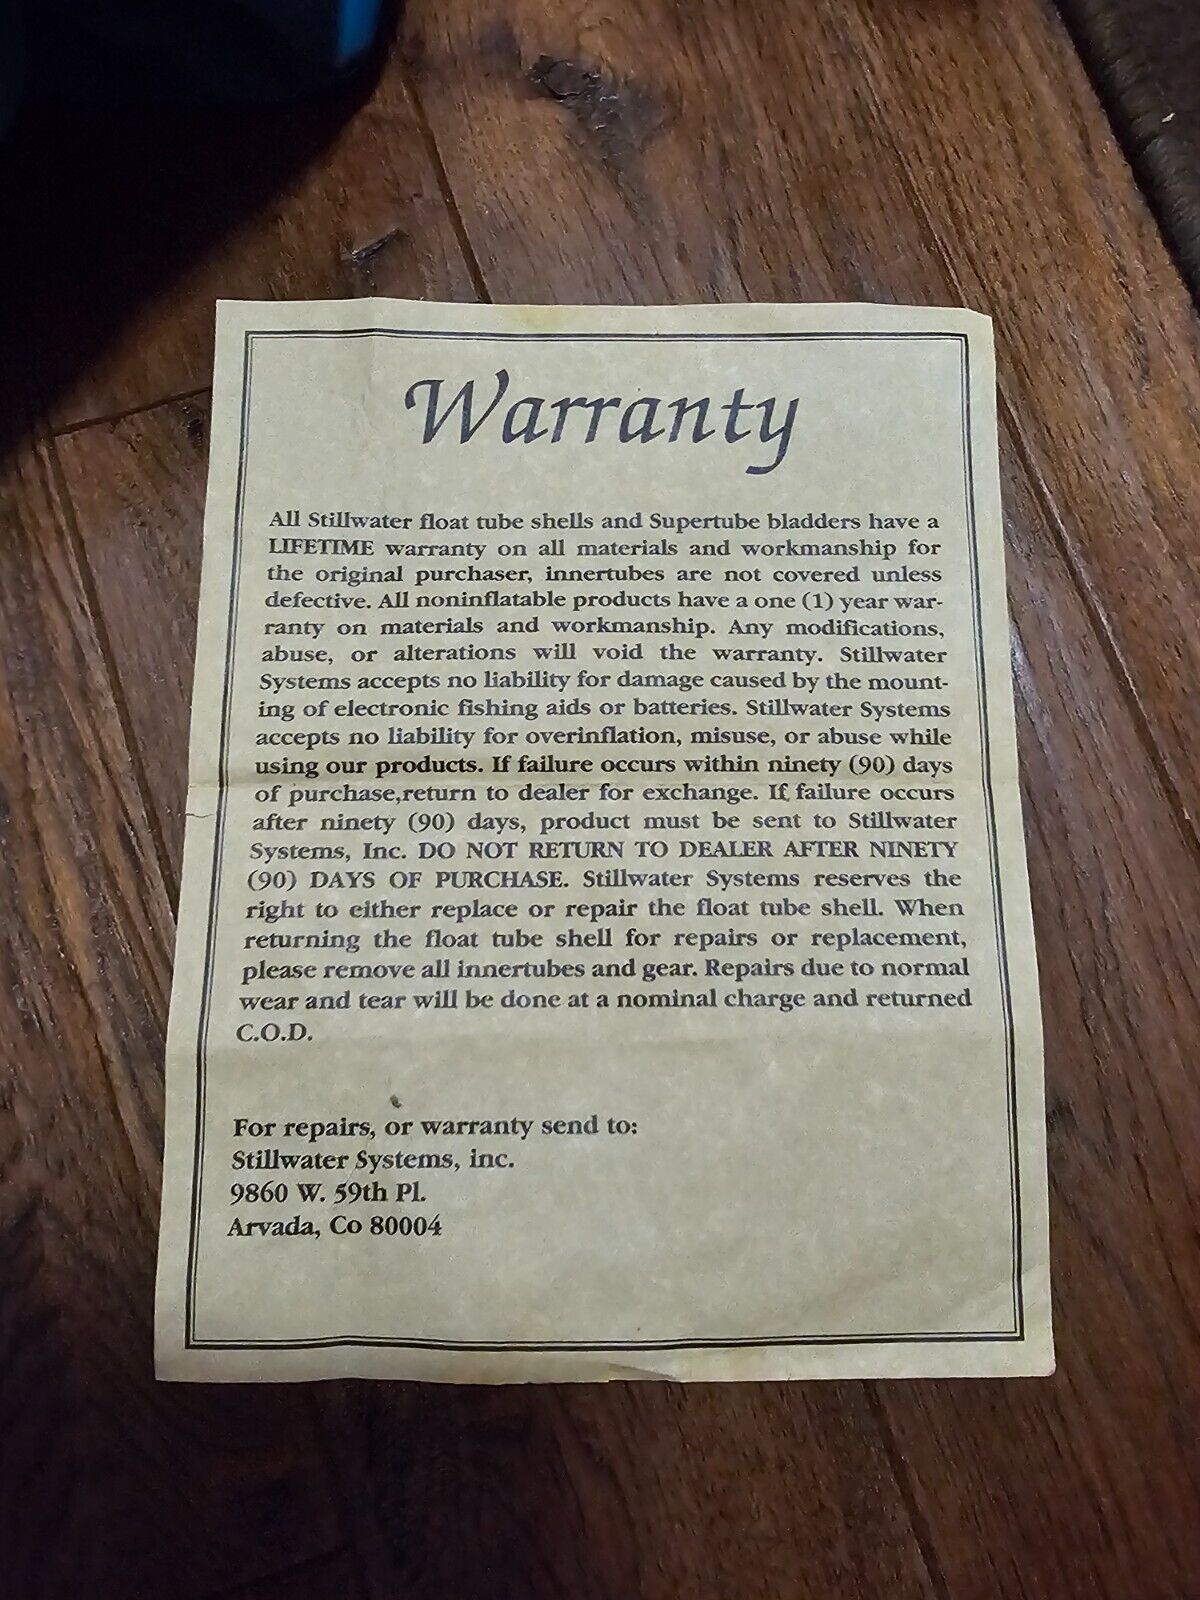 Warranty
All Stillwater float tube shells and Supertube bladders have a
LIFETIME warranty on all materials and workmanship for
the original purchaser, innertubes are not covered unless
defective. All noninflatable products have a one (1) year war-
ranty on materials and workmanship. Any modifications,
abuse, or alterations will void the warranty. Stillwater
Systems accepts no liability for damage caused by the mount-
ing of electronic fishing aids or batteries. Stillwater Systems
accepts no liability for overinflation, misuse, or abuse while
using our products. If failure occurs within ninety (90) days
of purchase,return to dealer for exchange. If failure occurs
after ninety (90) days, product must be sent to Stillwater
Systems, Inc. DO NOT RETURN TO DEALER AFTER NINETY
(90) DAYS OF PURCHASE. Stillwater Systems reserves the
right to either replace or repair the float tube shell. When
returning the float tube shell for repairs or replacement,
please remove all innertubes and gear. Repairs due to normal
wear and tear will be done at a nominal charge and returned
C.O.D.
For repairs, or warranty send to:
Stillwater Systems, inc.
9860 W. 59th Pl.
Arvada, Co 80004